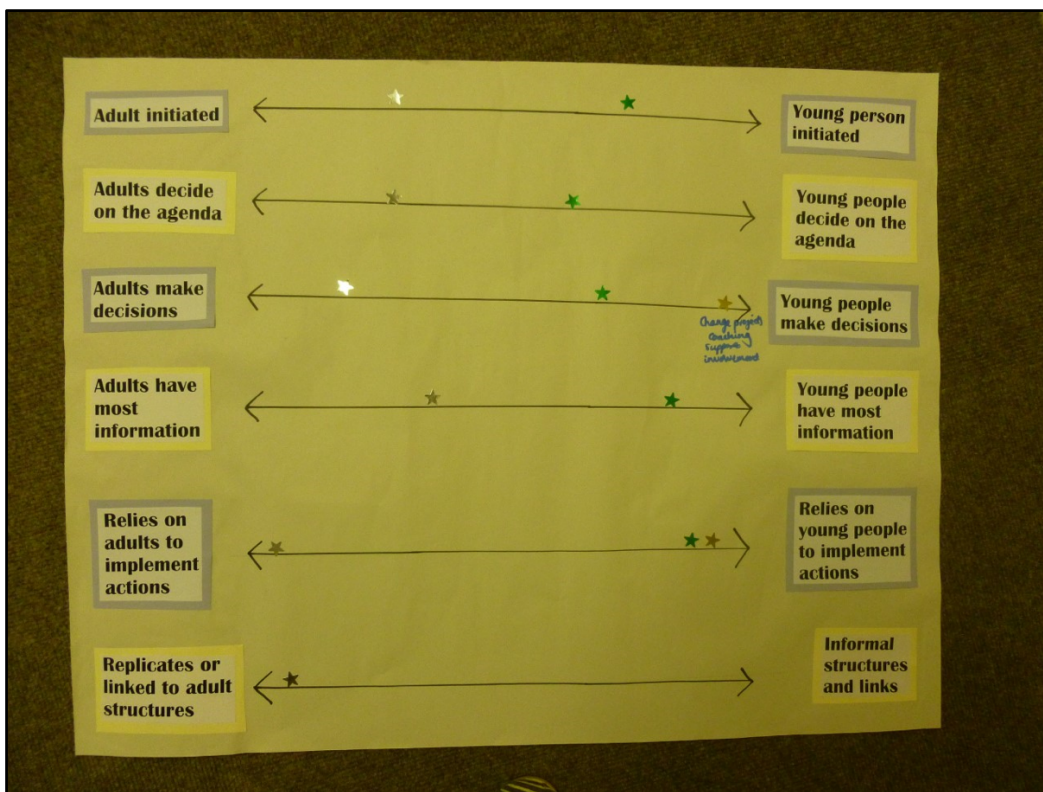 Adult initiated
Young person
initiated
Adults decide
on the agenda
Young people
decide on the
agenda
Adults make
decisions
Young people
make decisions
Change projects
coaching
support
involvement
Adults have
most
information
Young people
have most
information
Relies on
adults to
implement
actions
Relies on
young people
to implement
actions
Replicates or
linked to adult
structures
Informal
structures
and links